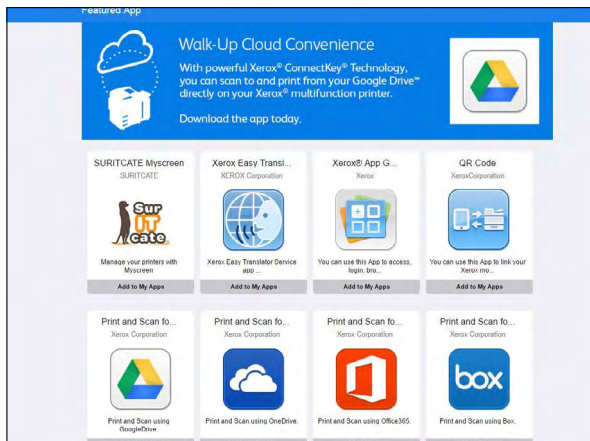 Featured App
Walk-Up Cloud Convenience
With powerful Xerox® ConnectKey® Technology,
you can scan to and print from your Google Drive™
directly on your Xerox® multifunction printer.
Download the app today.
SURITCATE Myscreen
SURITCATE
Sur
IT
cate
Manage your printers with
Myscreen
Add to My Apps
Xerox Easy Transl...
XEROX Corporation
Xerox Easy Translator Service
app ...
Add to My Apps
Xerox® App G...
Xerox
You can use this App to access,
login, bro...
Add to My Apps
QR Code
XeroxCorporation
You can use this App to link your
Xerox mo...
Add to My Apps
Print and Scan fo...
Xerox Corporation
Print and Scan using
GoogleDrive
Print and Scan fo...
Xerox Corporation
Print and Scan using OneDrive.
Print and Scan fo...
Xerox Corporation
Print and Scan using Office365.
Print and Scan fo...
Xerox Corporation
box
Print and Scan using Box.